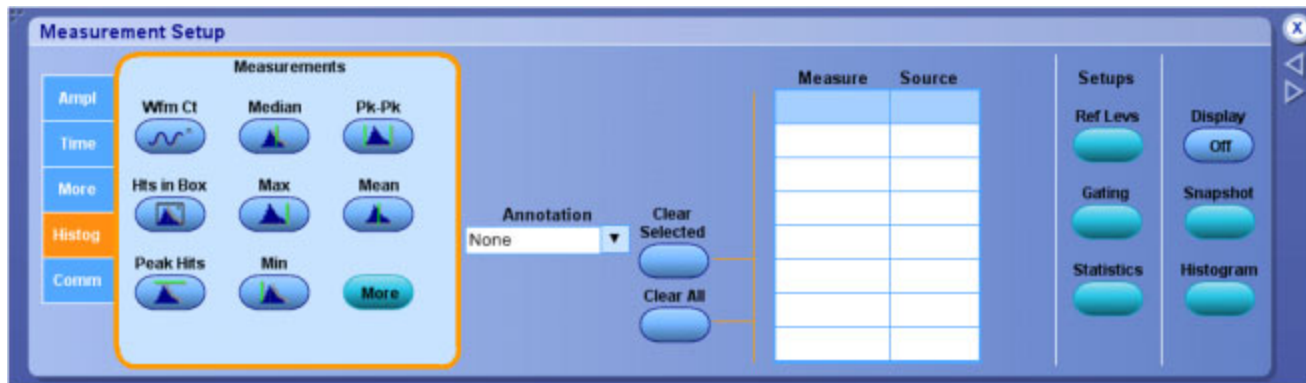 Measurement Setup
X
Ampl
Time
More
Histog
Comm
Measurements
Wfm Ct
Median
Pk-Pk
Hts in Box
Max
Mean
Peak Hits
Min
More
Annotation
None
Clear
Selected
Clear All
Measure Source
Setups
Ref Levs
Gating
Statistics
Display
Off
Snapshot
Histogram